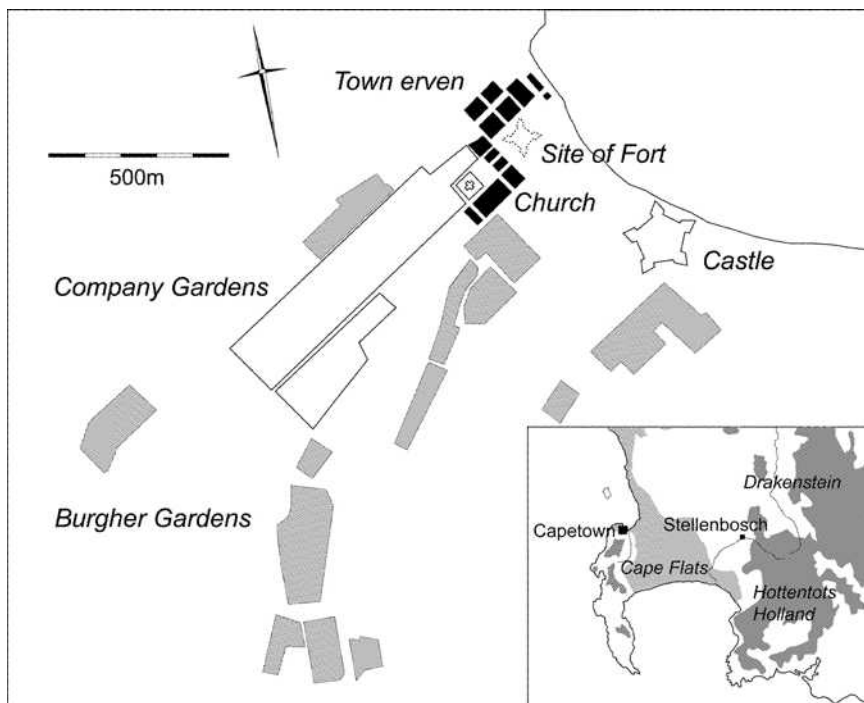 Town erven
500m
Site of Fort
Church
Castle
Company Gardens
Burgher Gardens
Drakenstein
Stellenbosch
Capetown
Cape Flats
Hottentots
Holland